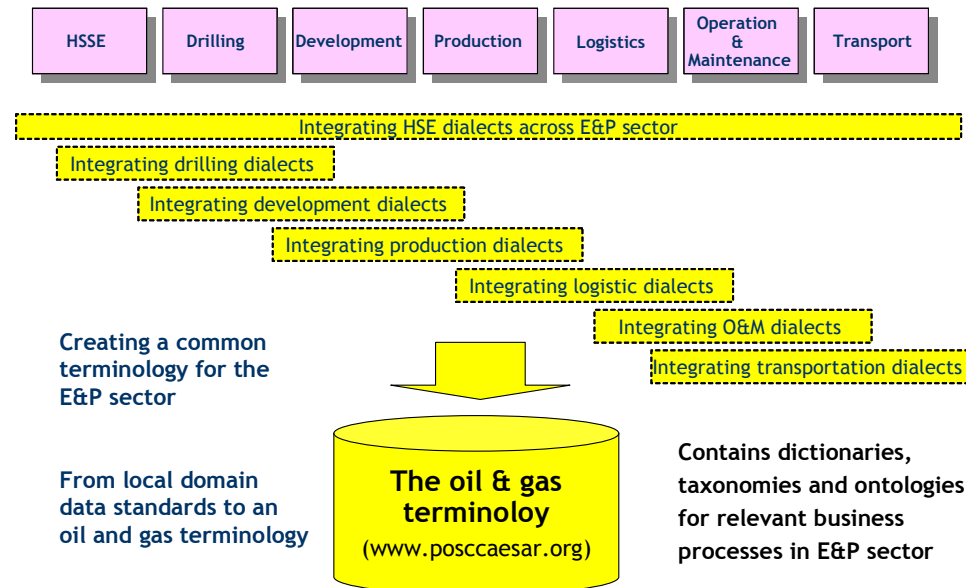 HSSE
Drilling
Development
Production
Logistics
Operation
&
Maintenance
Transport
Integrating HSE dialects across E&P sector
Integrating drilling dialects
Integrating development dialects
Integrating production dialects
Integrating logistic dialects
Integrating O&M dialects
Integrating transportation dialects
Creating a common
terminology for the
E&P sector
From local domain
data standards to an
oil and gas terminology
The oil & gas
terminoloy
(www.posccaesar.org)
Contains dictionaries,
taxonomies and ontologies
for relevant business
processes in E&P sector